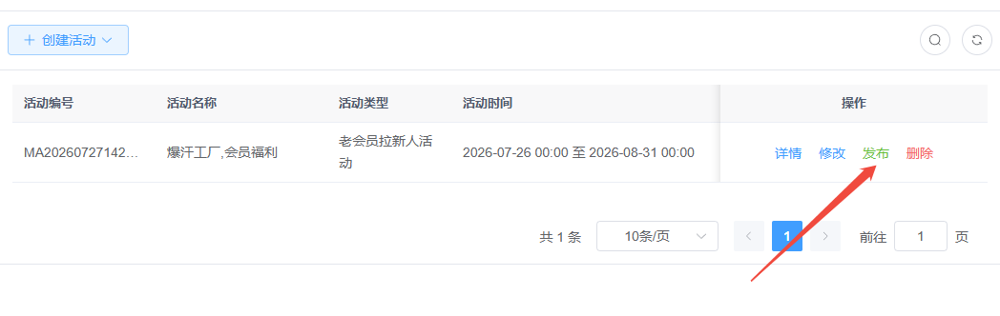 创建活动
活动编号 活动名称 活动类型 活动时间 操作
MA20260727142... 爆汗工厂,会员福利 老会员拉新人活动 2026-07-26 00:00 至 2026-08-31 00:00 详情 修改 发布 删除
共 1 条 10条/页 1 前往 1 页